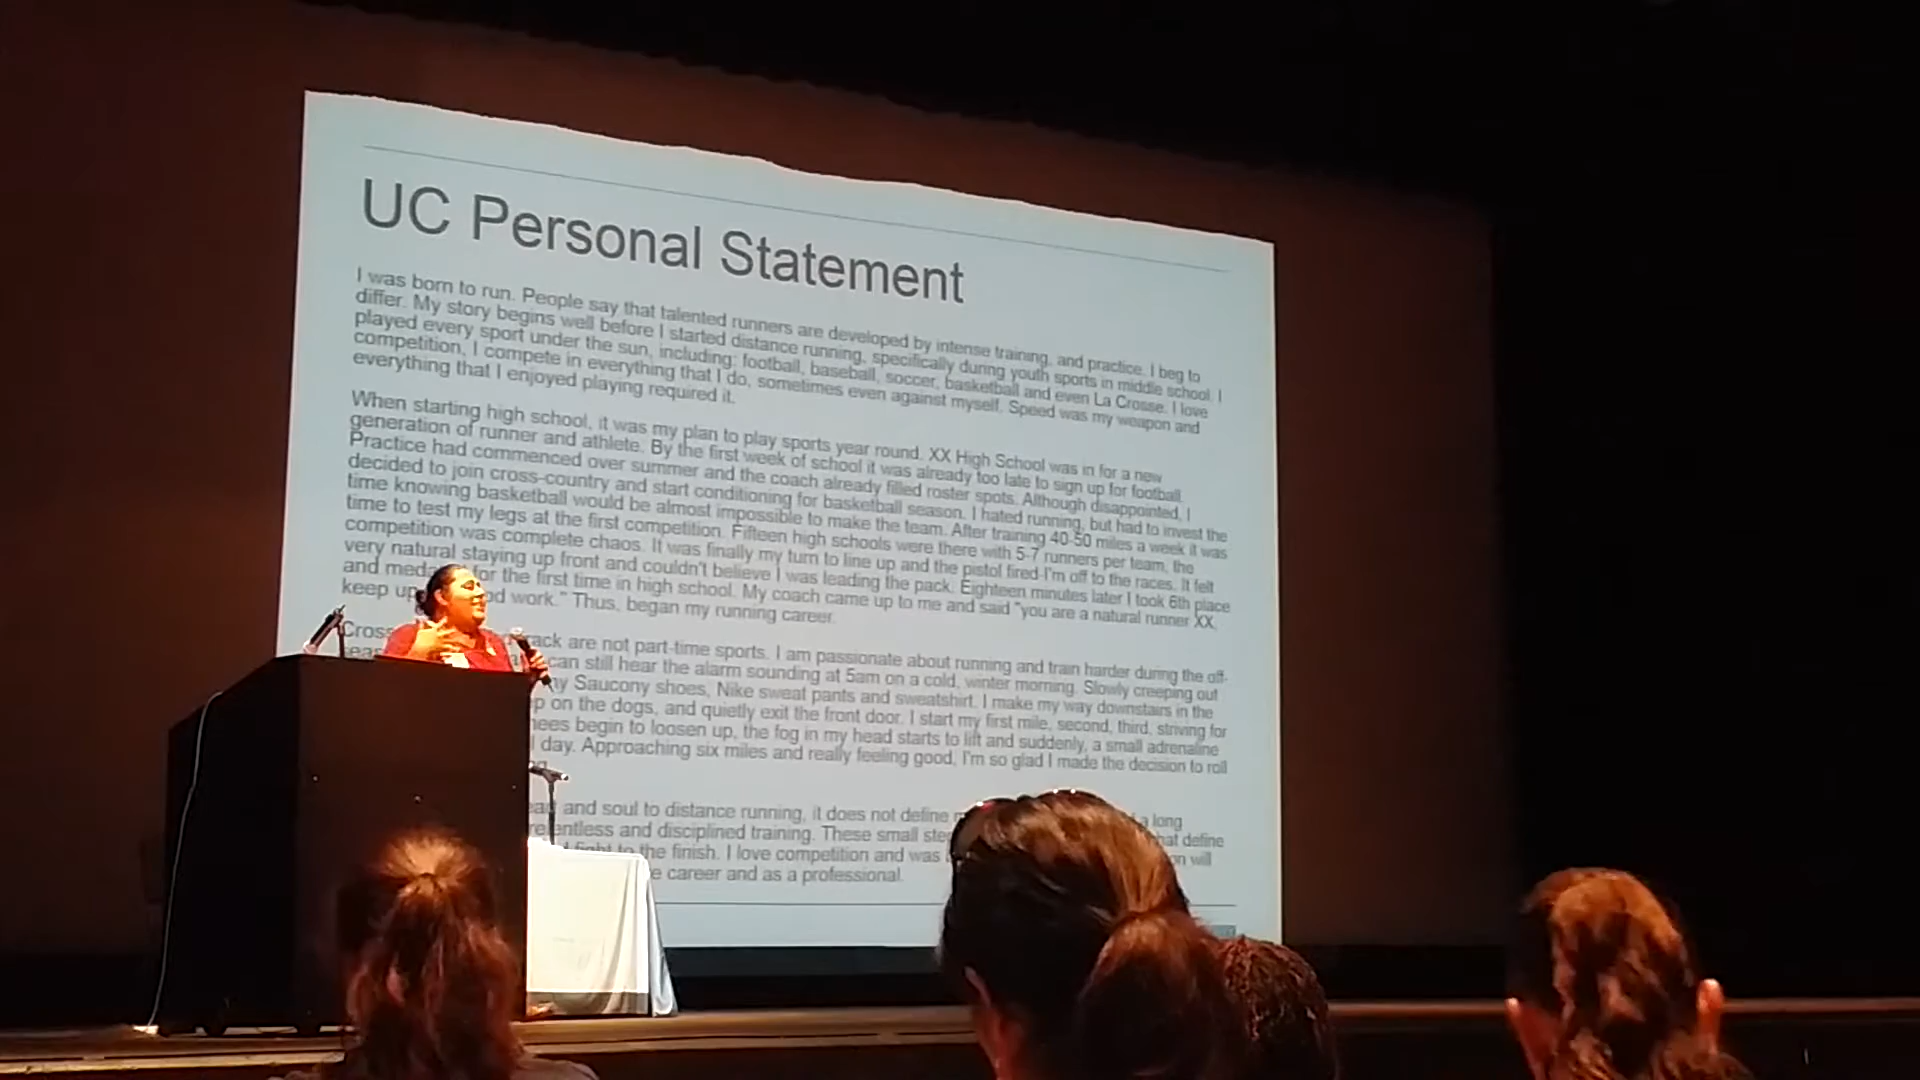 UC Personal Statement
I was born to run. People say that talented runners are developed by intense training, and practice. I beg to
differ. My story begins well before I started distance running, specifically during youth sports in middle school. I
played every sport under the sun, including: football, baseball, soccer, basketball and even La Crosse. I love
competition, I compete in everything that I do, sometimes even against myself. Speed was my weapon and
everything that I enjoyed playing required it.
When starting high school, it was my plan to play sports year round. XX High School was in for a new
generation of runner and athlete. By the first week of school it was already too late to sign up for football.
Practice had commenced over summer and the coach already filled roster spots. Although disappointed, I
decided to join cross-country and start conditioning for basketball season. I hated running, but had to invest the
time knowing basketball would be almost impossible to make the team. After training 40-50 miles a week it was
time to test my legs at the first competition. Fifteen high schools were there with 5-7 runners per team, the
competition was complete chaos. It was finally my turn to line up and the pistol fired-I'm off to the races. It felt
very natural staying up front and couldn't believe I was leading the pack. Eighteen minutes later I took 6th place
and for the first time in high school. My coach came up to me and said "you are a natural runner XX,
keep up work." Thus, began my running career.
Cross are not part-time sports. I am passionate about running and train harder during the off-
can still hear the alarm sounding at 5am on a cold, winter morning. Slowly creeping out
Saucony shoes, Nike sweat pants and sweatshirt. I make my way downstairs in the
on the dogs, and quietly exit the front door. I start my first mile, second, third, striving for
begin to loosen up, the fog in my head starts to lift and suddenly, a small adrenaline
day. Approaching six miles and really feeling good, I'm so glad I made the decision to roll
and soul to distance running, it does not define a long
relentless and disciplined training. These small that define
fight to the finish. I love competition and was will
career and as a professional.